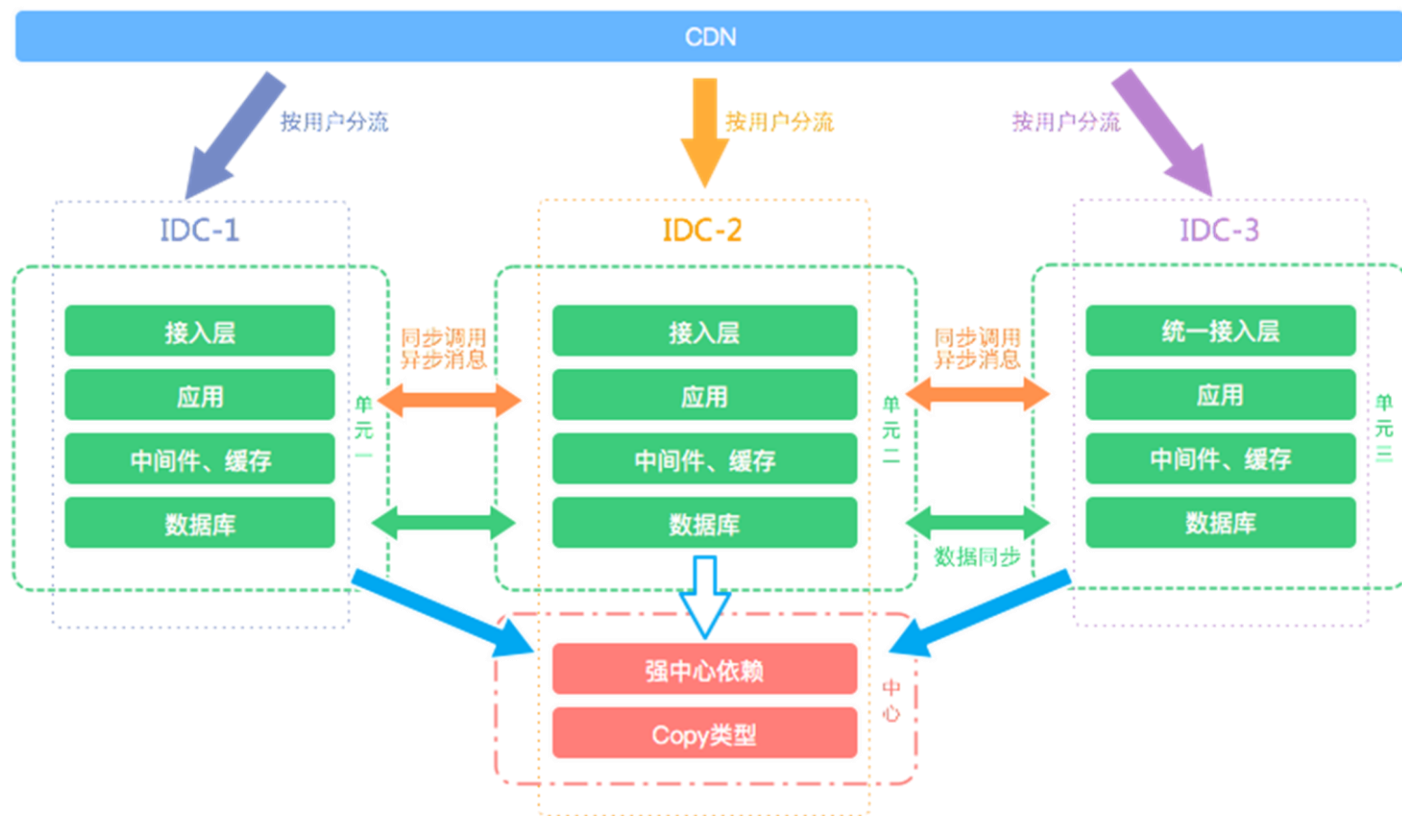 CDN
按用户分流
按用户分流
按用户分流
IDC-1
IDC-2
IDC-3
接入层
应用
中间件、缓存
数据库
单元一
同步调用
异步消息
接入层
应用
中间件、缓存
数据库
单元二
同步调用
异步消息
数据同步
统一接入层
应用
中间件、缓存
数据库
单元三
强中心依赖
Copy类型
中心